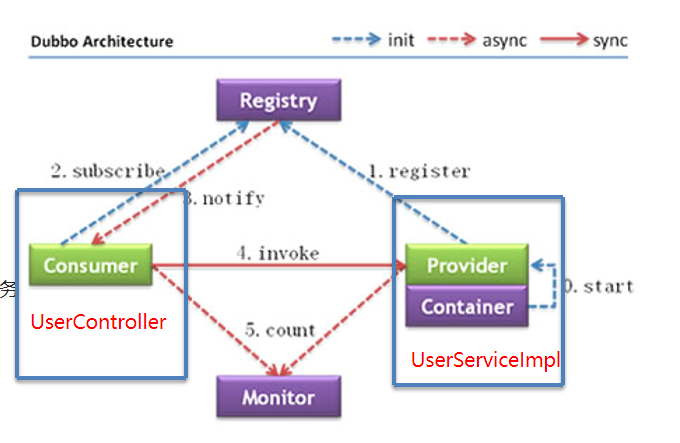 Dubbo Architecture
init
async
sync
Registry
2. subscribe
1. register
3. notify
Consumer
4. invoke
Provider
务
Container
0. start
UserController
5. count
UserServiceImpl
Monitor